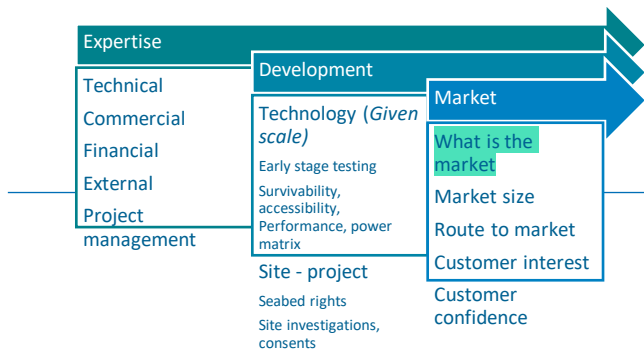 Expertise
Technical
Commercial
Financial
External
Project
management
Development
Technology (Given
scale)
Early stage testing
Survivability,
accessibility,
Performance, power
matrix
Site - project
Seabed rights
Site investigations,
consents
Market
What is the
market
Market size
Route to market
Customer interest
Customer
confidence